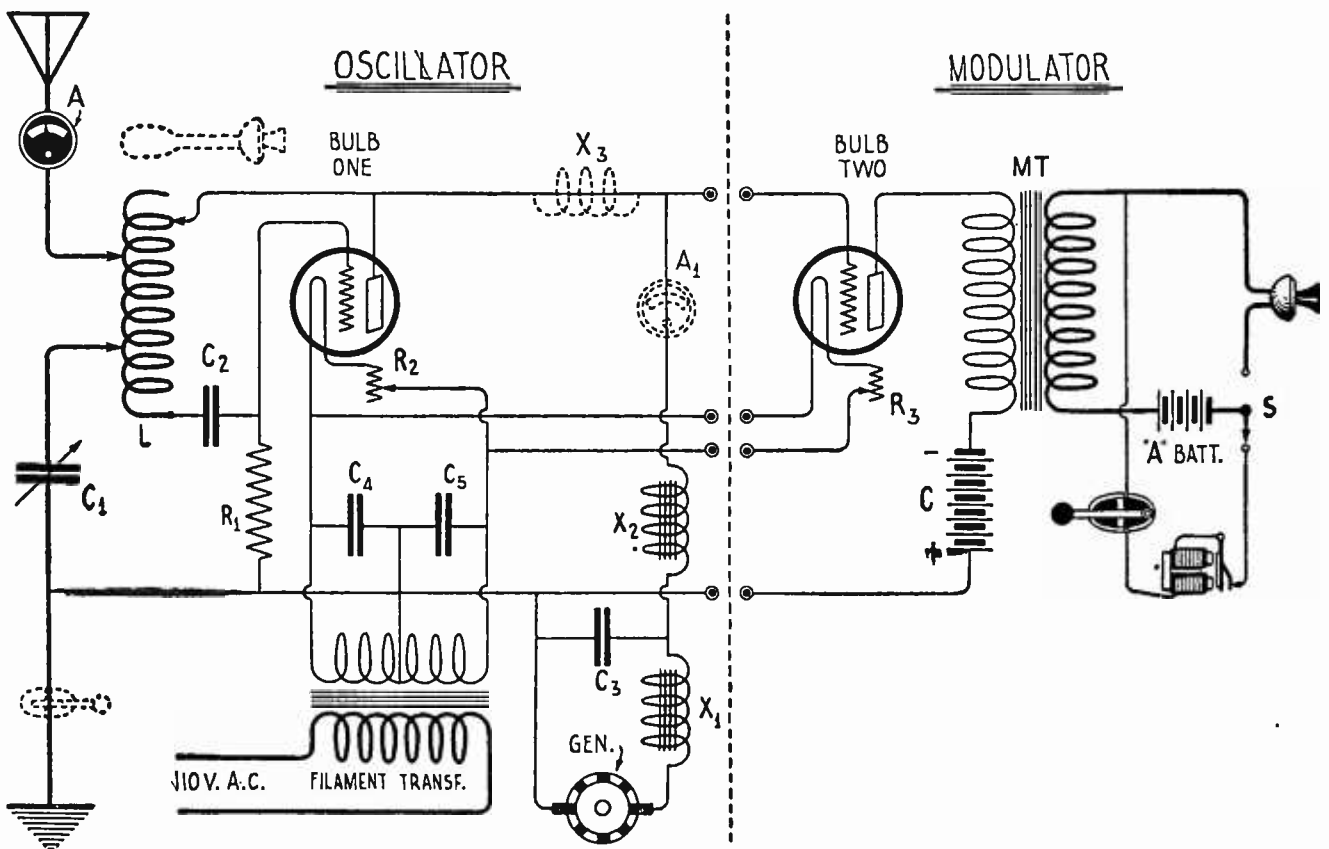 OSCILLATOR
MODULATOR
A
BULB
ONE
X3
BULB
TWO
MT
A1
C2
R2
R3
L
S
"A" BATT.
C1
R1
C4
C5
X2
-
C
+
C3
X1
GEN.
110 V. A.C.
FILAMENT TRANSF.